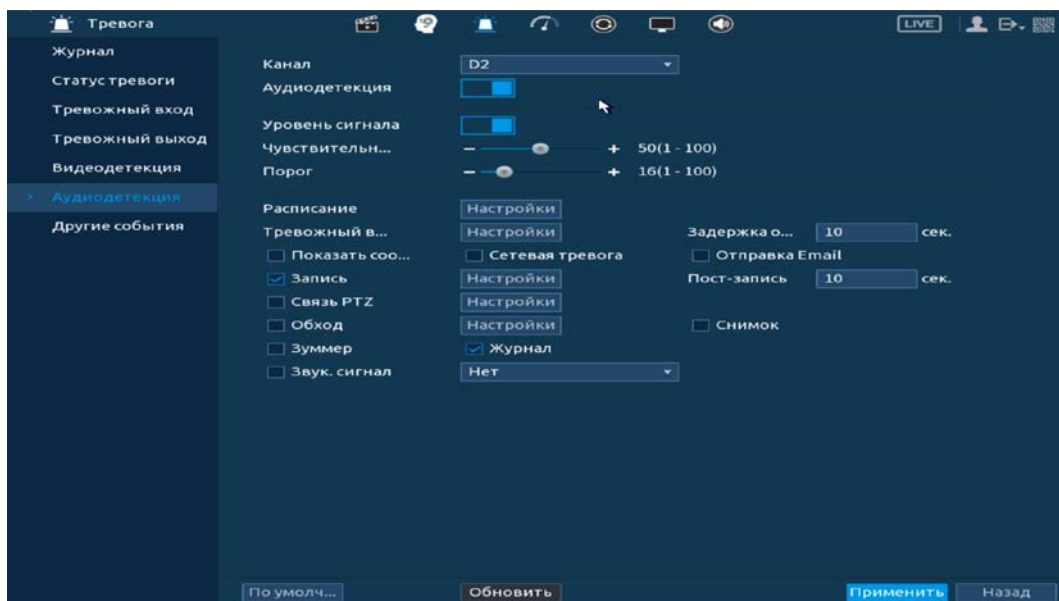 Тревога
LIVE
Журнал
Статус тревоги
Тревожный вход
Тревожный выход
Видеодетекция
Аудиодетекция
Другие события
Канал D2
Аудиодетекция
Уровень сигнала
Чувствительн... - + 50(1 - 100)
Порог - + 16(1 - 100)
Расписание Настройки
Тревожный в... Настройки Задержка о... 10 сек.
Показать соо... Сетевая тревога Отправка Email
Запись Настройки Пост-запись 10 сек.
Связь PTZ Настройки
Обход Настройки Снимок
Зуммер Журнал
Звук. сигнал Нет
По умолч... Обновить Применить Назад